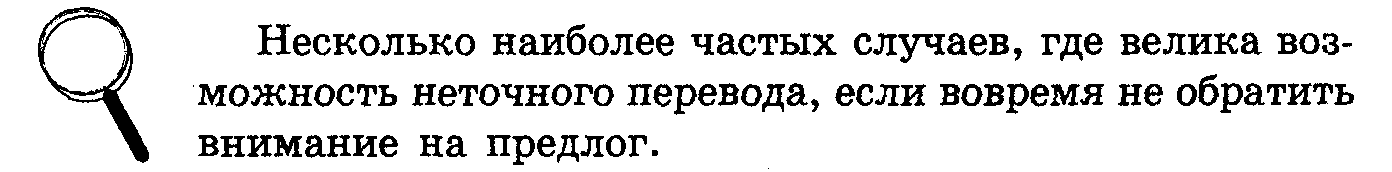 Несколько наиболее частых случаев, где велика воз-
можность неточного перевода, если вовремя не обратить
внимание на предлог.